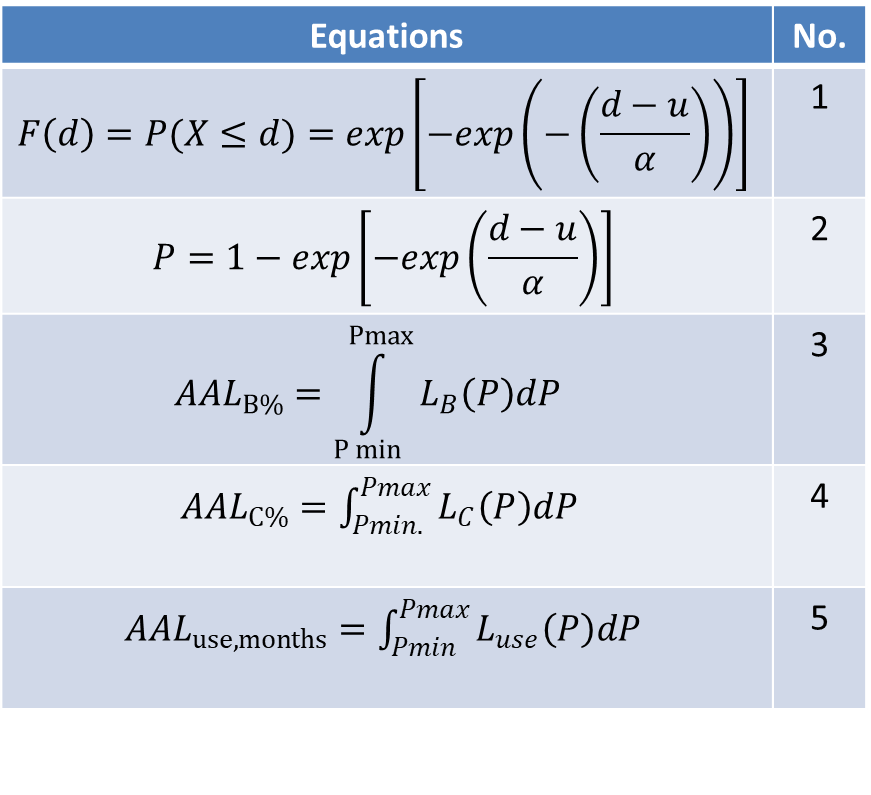 Equations No.
F(d) = P(X ≤ d) = exp[−exp(−((d − u)/α))] 1
P = 1 − exp[−exp((d − u)/α)] 2
AAL_B% = ∫_{P min}^{Pmax} L_B(P)dP 3
AAL_C% = ∫_{Pmin.}^{Pmax} L_C(P)dP 4
AAL_use,months = ∫_{Pmin}^{Pmax} L_use(P)dP 5